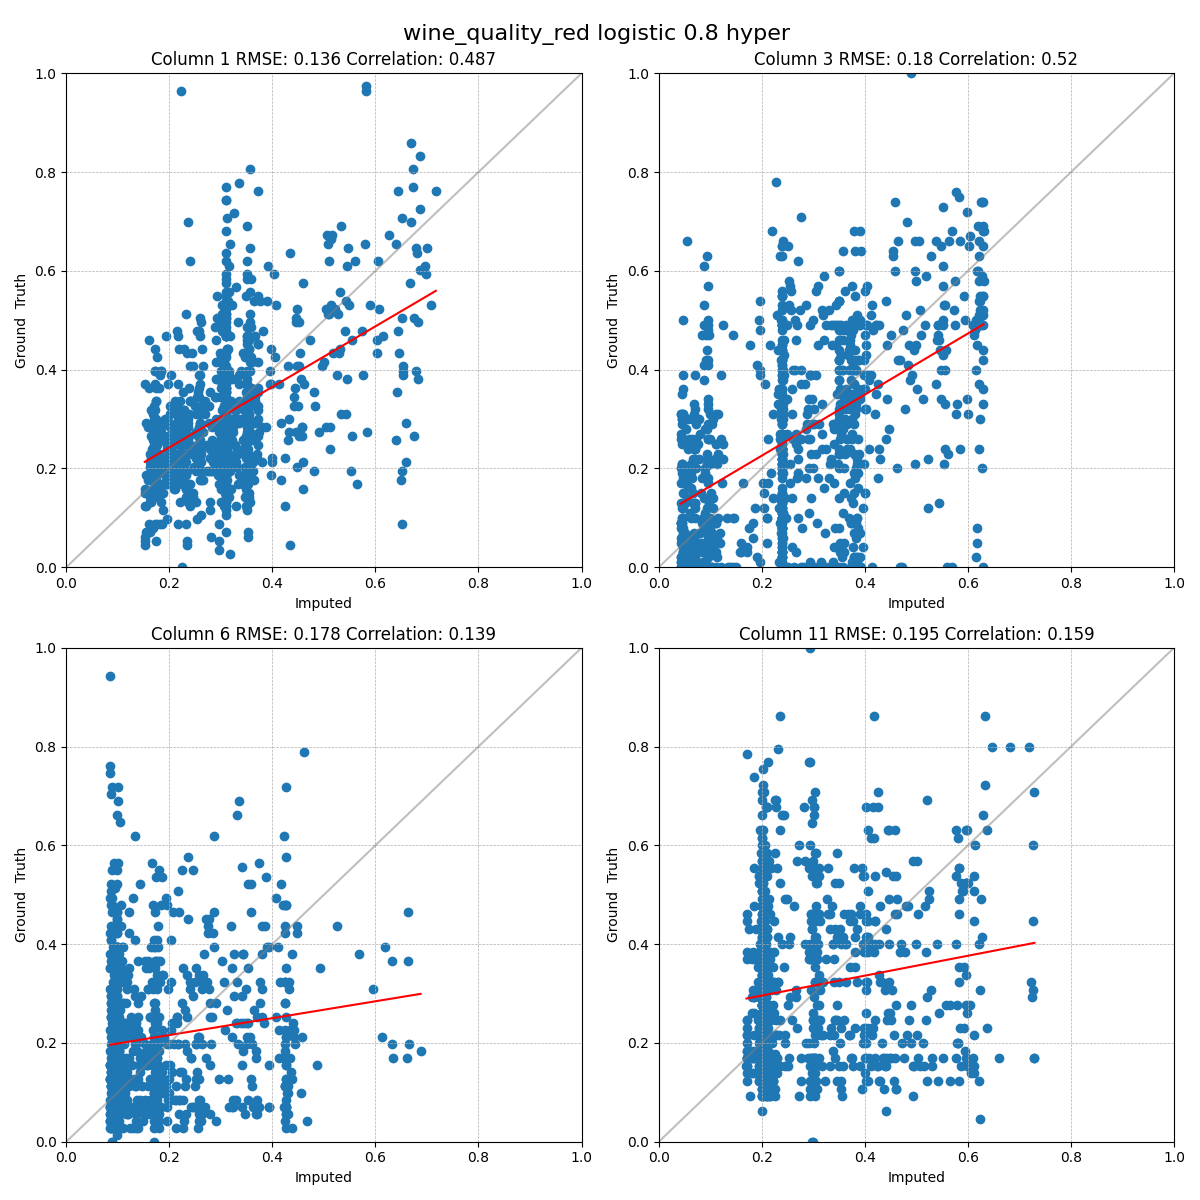 wine_quality_red logistic 0.8 hyper
Column 1 RMSE: 0.136 Correlation: 0.487
1.0
0.8
0.6
0.4
0.2
0.0
Ground Truth
0.0 0.2 0.4 0.6 0.8 1.0
Imputed
Column 3 RMSE: 0.18 Correlation: 0.52
1.0
0.8
0.6
0.4
0.2
0.0
Ground Truth
0.0 0.2 0.4 0.6 0.8 1.0
Imputed
Column 6 RMSE: 0.178 Correlation: 0.139
1.0
0.8
0.6
0.4
0.2
0.0
Ground Truth
0.0 0.2 0.4 0.6 0.8 1.0
Imputed
Column 11 RMSE: 0.195 Correlation: 0.159
1.0
0.8
0.6
0.4
0.2
0.0
Ground Truth
0.0 0.2 0.4 0.6 0.8 1.0
Imputed